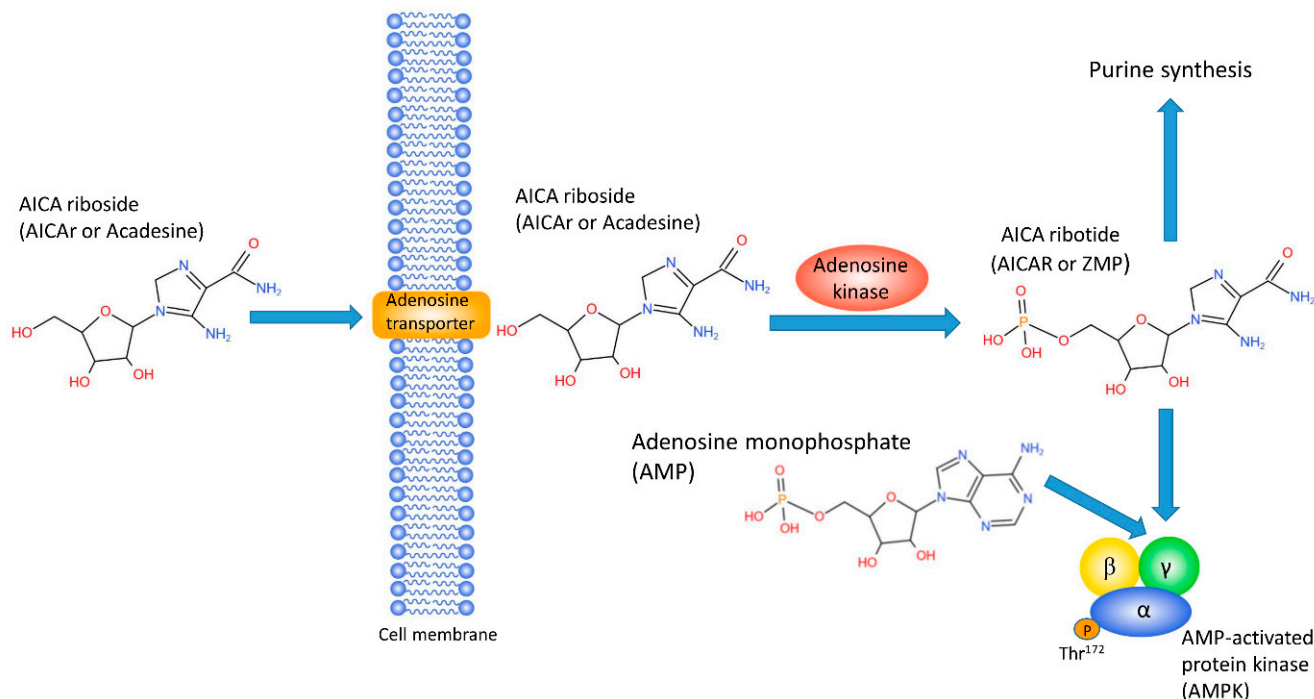 Purine synthesis
AICA riboside
(AICAr or Acadesine)
O
N
NH₂
N
NH₂
O
HO
HO
OH
Adenosine
transporter
Cell membrane
AICA riboside
(AICAr or Acadesine)
O
N
NH₂
N
NH₂
O
HO
HO
OH
Adenosine
kinase
AICA ribotide
(AICAR or ZMP)
O
N
NH₂
N
NH₂
O
O
P
HO
OH
O
HO
OH
Adenosine monophosphate
(AMP)
NH₂
N
N
N
N
O
P
HO
OH
O
O
HO
OH
β
γ
α
P
Thr¹⁷²
AMP-activated
protein kinase
(AMPK)